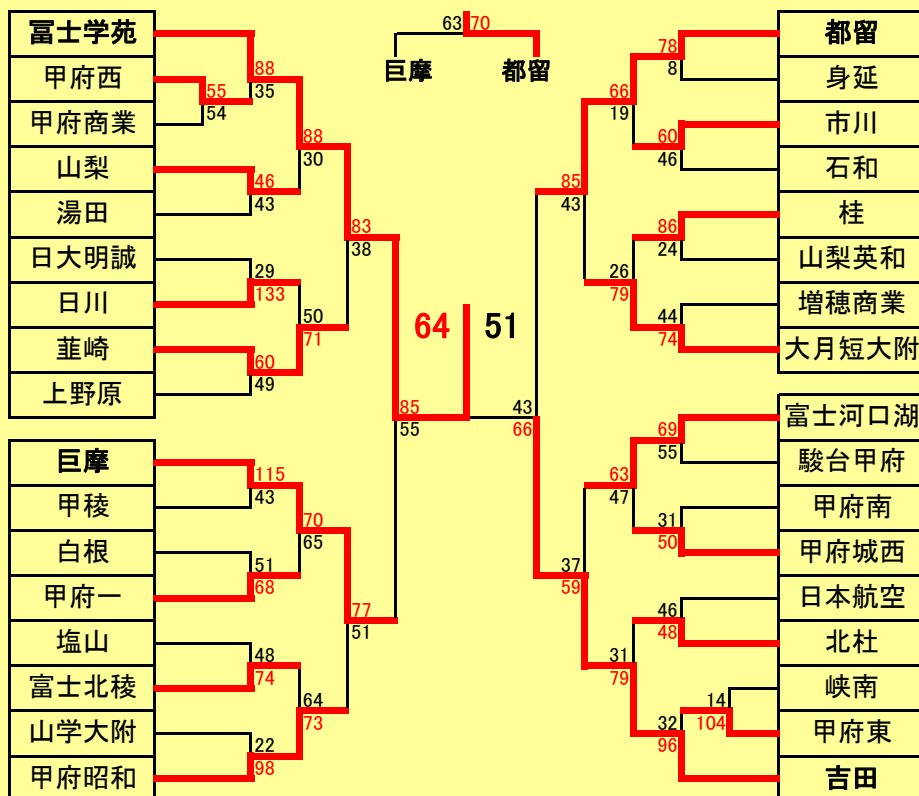 冨士学苑
甲府西
甲府商業
山梨
湯田
日大明誠
日川
韮崎
上野原
巨摩
甲稜
白根
甲府一
塩山
富士北稜
山学大附
甲府昭和
88
35
55
54
46
43
29
133
60
49
88
30
50
71
83
38
115
43
51
68
48
74
22
98
70
65
64
73
77
51
85
55
63
70
巨摩
都留
64
51
43
66
85
43
37
59
66
19
26
79
63
47
31
79
78
8
60
46
86
24
44
74
69
55
31
50
46
48
32
96
14
104
都留
身延
市川
石和
桂
山梨英和
増穂商業
大月短大附
富士河口湖
駿台甲府
甲府南
甲府城西
日本航空
北杜
峡南
甲府東
吉田